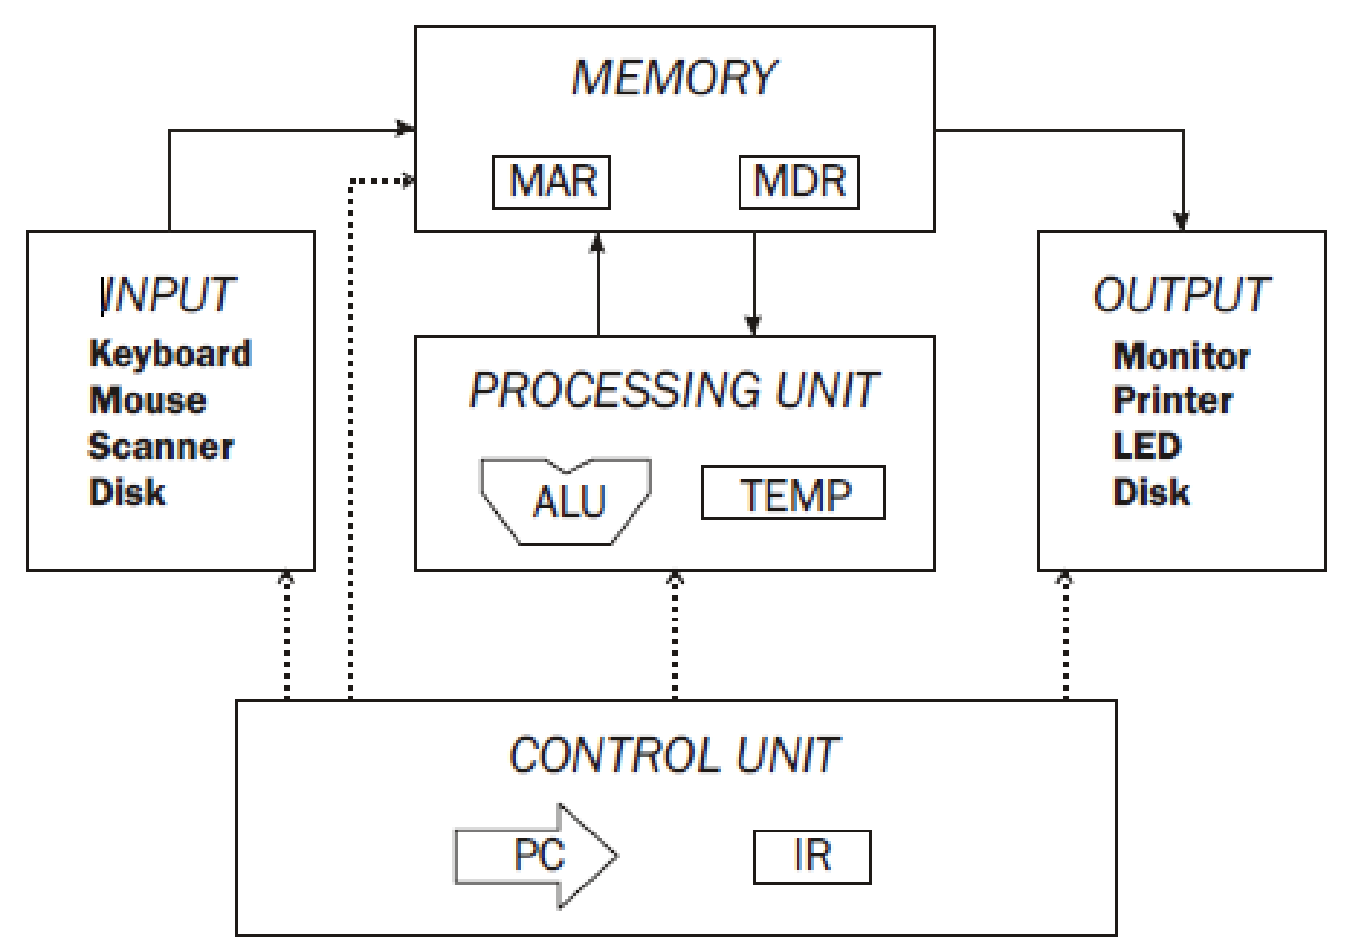 MEMORY
MAR
MDR
INPUT
Keyboard
Mouse
Scanner
Disk
PROCESSING UNIT
ALU
TEMP
OUTPUT
Monitor
Printer
LED
Disk
CONTROL UNIT
PC
IR